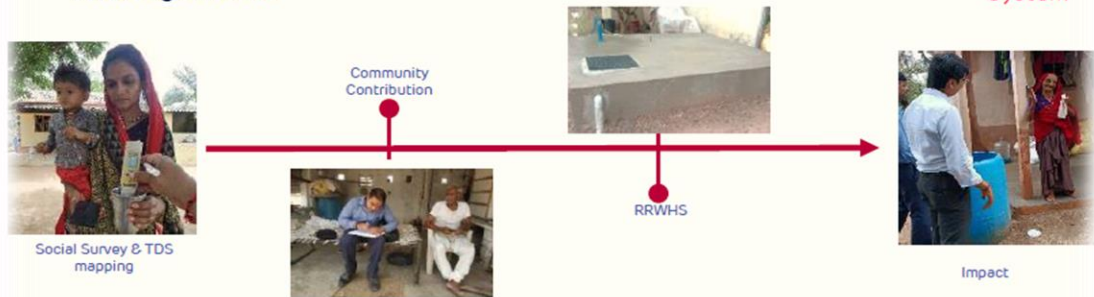 Community
Contribution
RRWHS
Social Survey & TDS
mapping
Impact